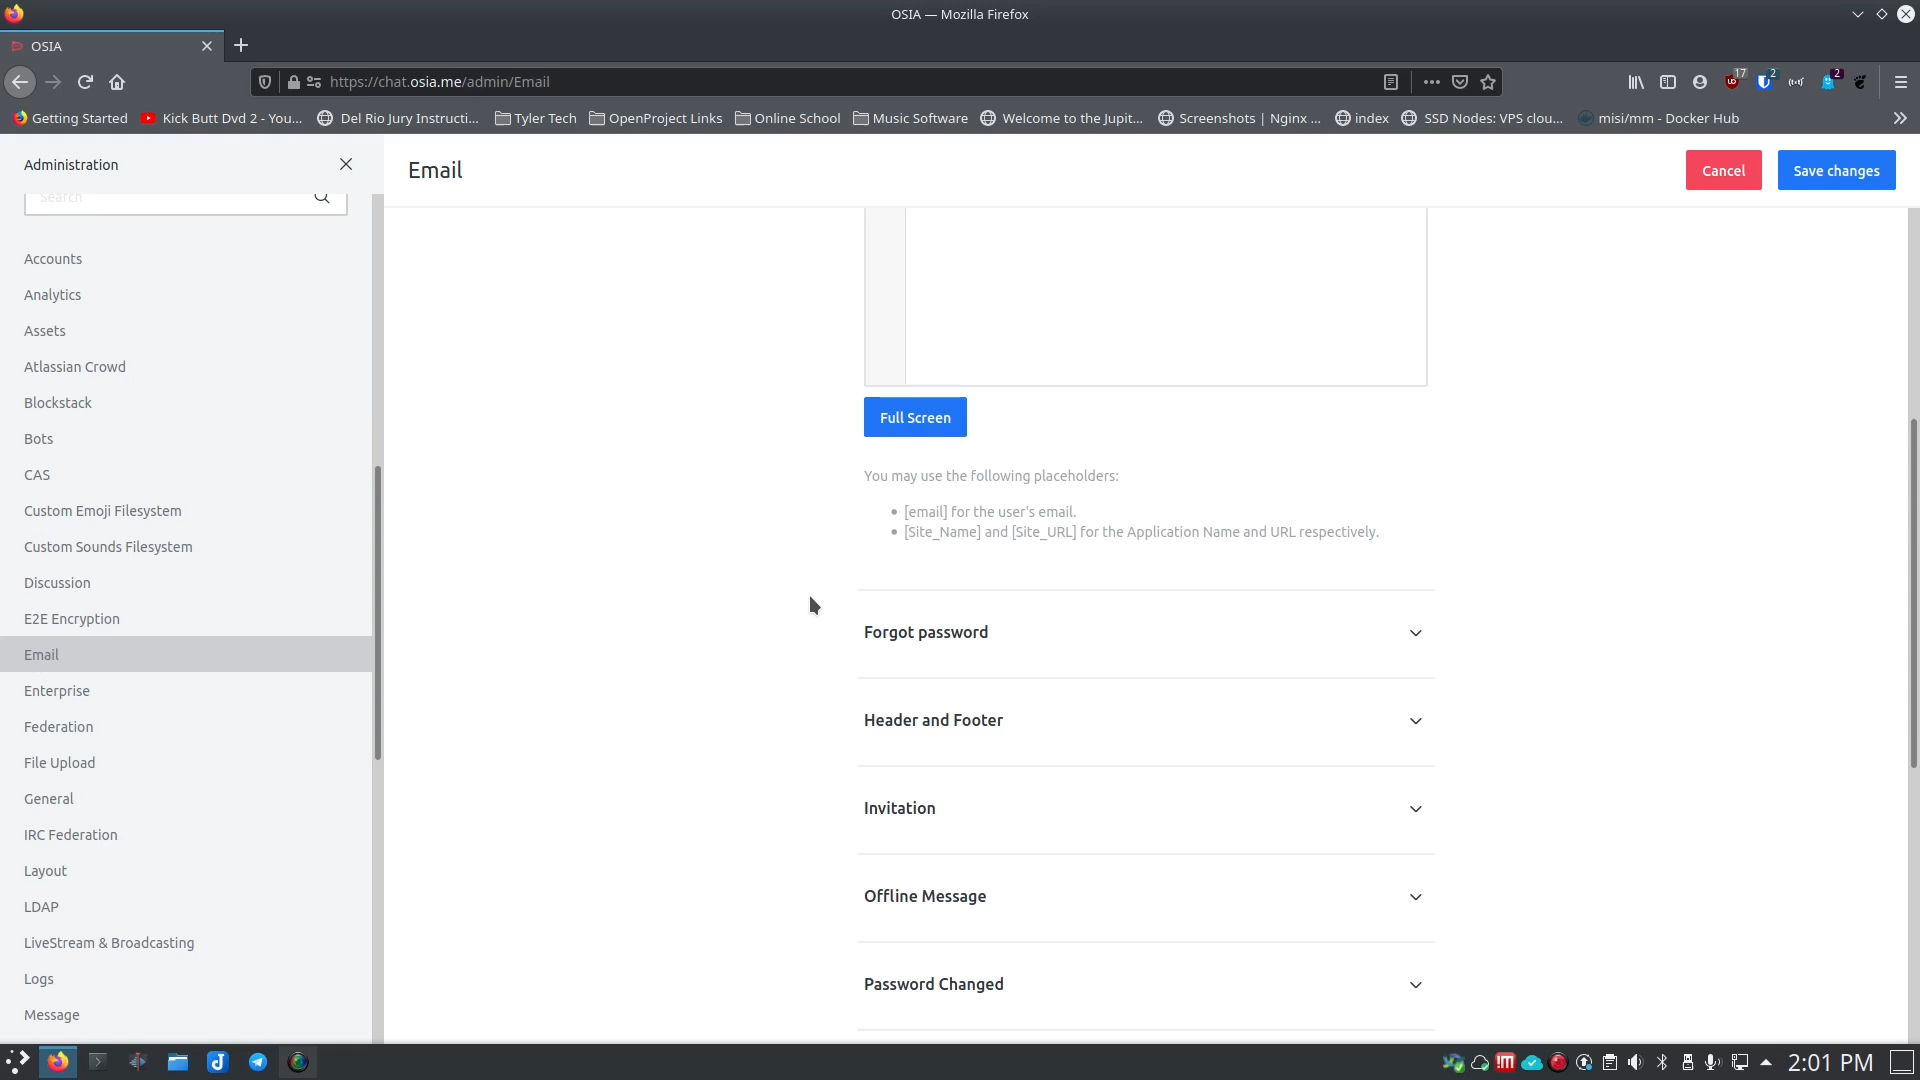 OSIA — Mozilla Firefox
OSIA
https://chat.osia.me/admin/Email
17
2
2
Getting Started
Kick Butt Dvd 2 - You...
Del Rio Jury Instructi...
Tyler Tech
OpenProject Links
Online School
Music Software
Welcome to the Jupit...
Screenshots | Nginx ...
index
SSD Nodes: VPS clou...
misi/mm - Docker Hub
Administration
Search
Accounts
Analytics
Assets
Atlassian Crowd
Blockstack
Bots
CAS
Custom Emoji Filesystem
Custom Sounds Filesystem
Discussion
E2E Encryption
Email
Enterprise
Federation
File Upload
General
IRC Federation
Layout
LDAP
LiveStream & Broadcasting
Logs
Message
Email
Cancel
Save changes
Full Screen
You may use the following placeholders:
[email] for the user's email.
[Site_Name] and [Site_URL] for the Application Name and URL respectively.
Forgot password
Header and Footer
Invitation
Offline Message
Password Changed
2:01 PM